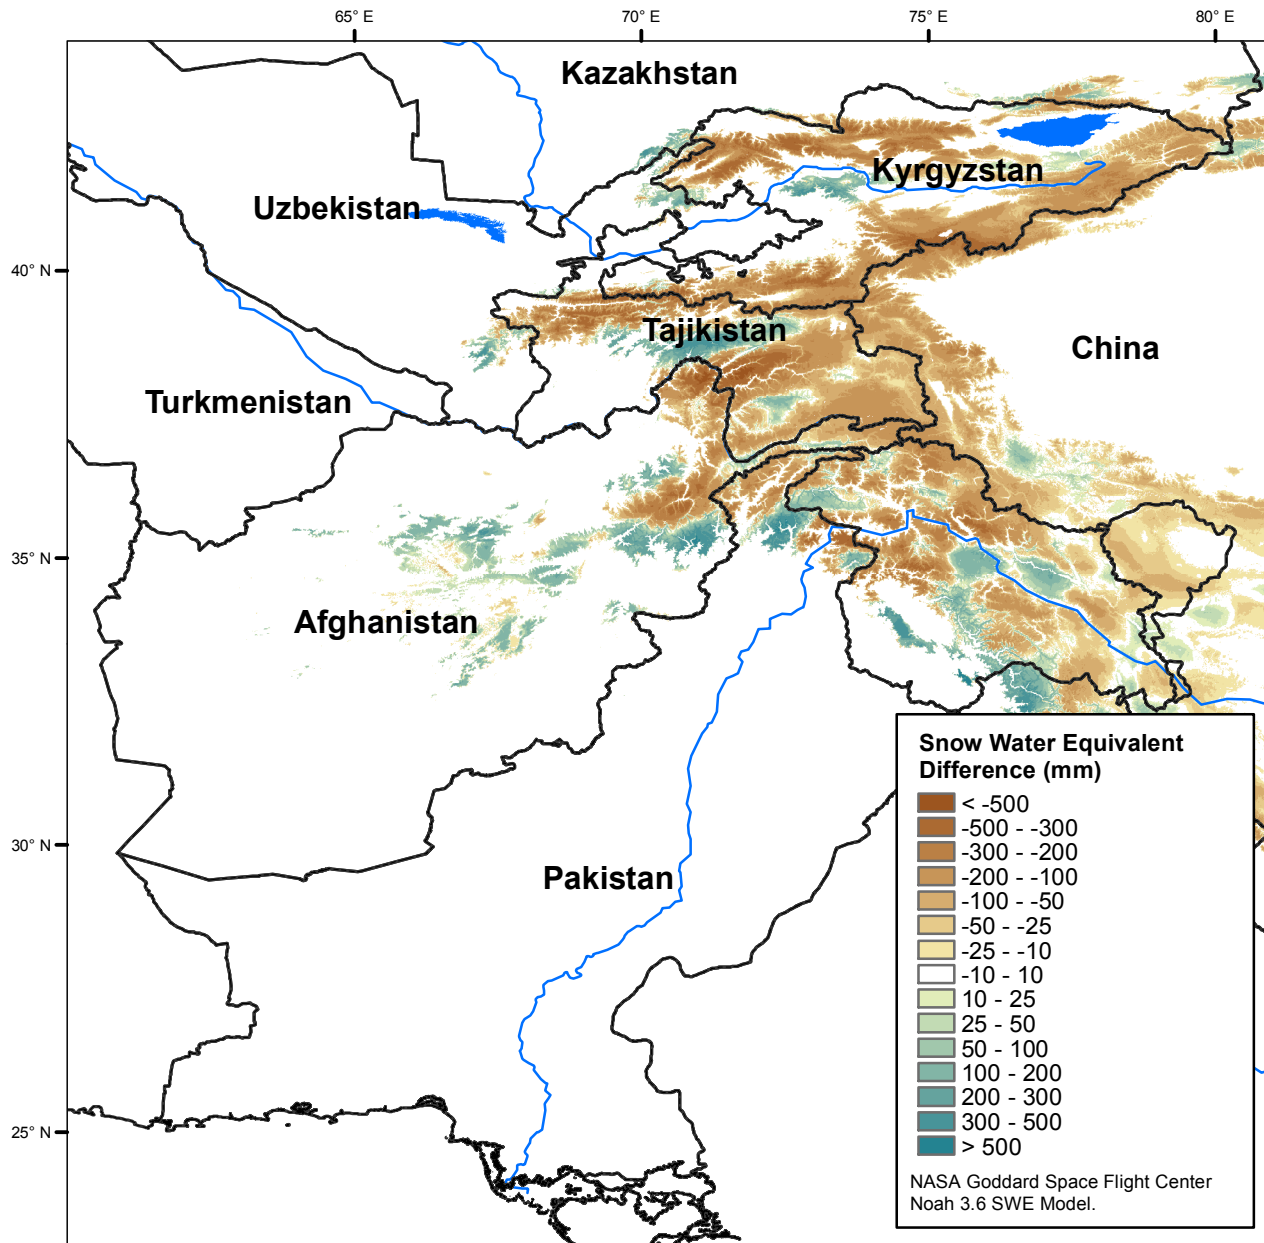 65° E
70° E
75° E
80° E
Kazakhstan
Kyrgyzstan
Uzbekistan
40° N
Tajikistan
China
Turkmenistan
35° N
Afghanistan
Snow Water Equivalent
Difference (mm)
< -500
-500 - -300
-300 - -200
-200 - -100
-100 - -50
-50 - -25
-25 - -10
-10 - 10
10 - 25
25 - 50
50 - 100
100 - 200
200 - 300
300 - 500
> 500
30° N
Pakistan
25° N
NASA Goddard Space Flight Center
Noah 3.6 SWE Model.